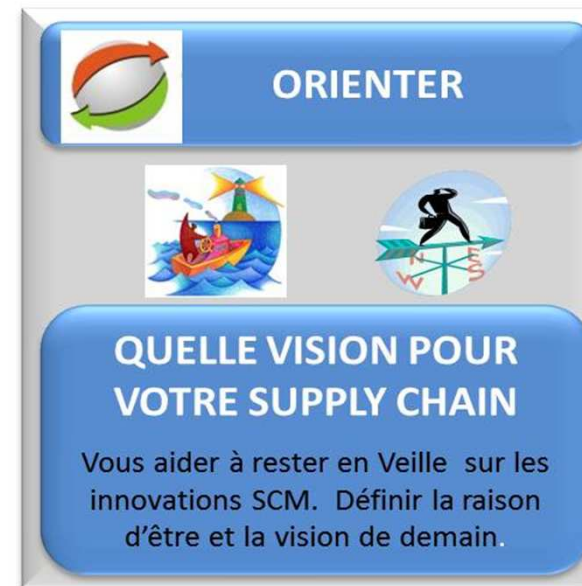 ORIENTER
N
E
W
S
QUELLE VISION POUR
VOTRE SUPPLY CHAIN
Vous aider à rester en Veille sur les
innovations SCM. Définir la raison
d'être et la vision de demain.